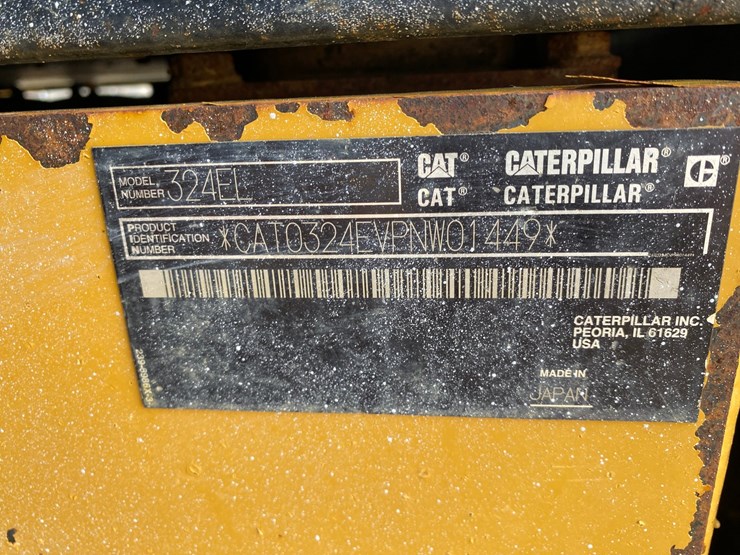 MODEL NUMBER 324EL
CAT® CATERPILLAR®
CAT® CATERPILLAR®
PRODUCT IDENTIFICATION NUMBER *CAT0324EVPNW01449*
CATERPILLAR INC.
PEORIA, IL 61629
USA
MADE IN
JAPAN